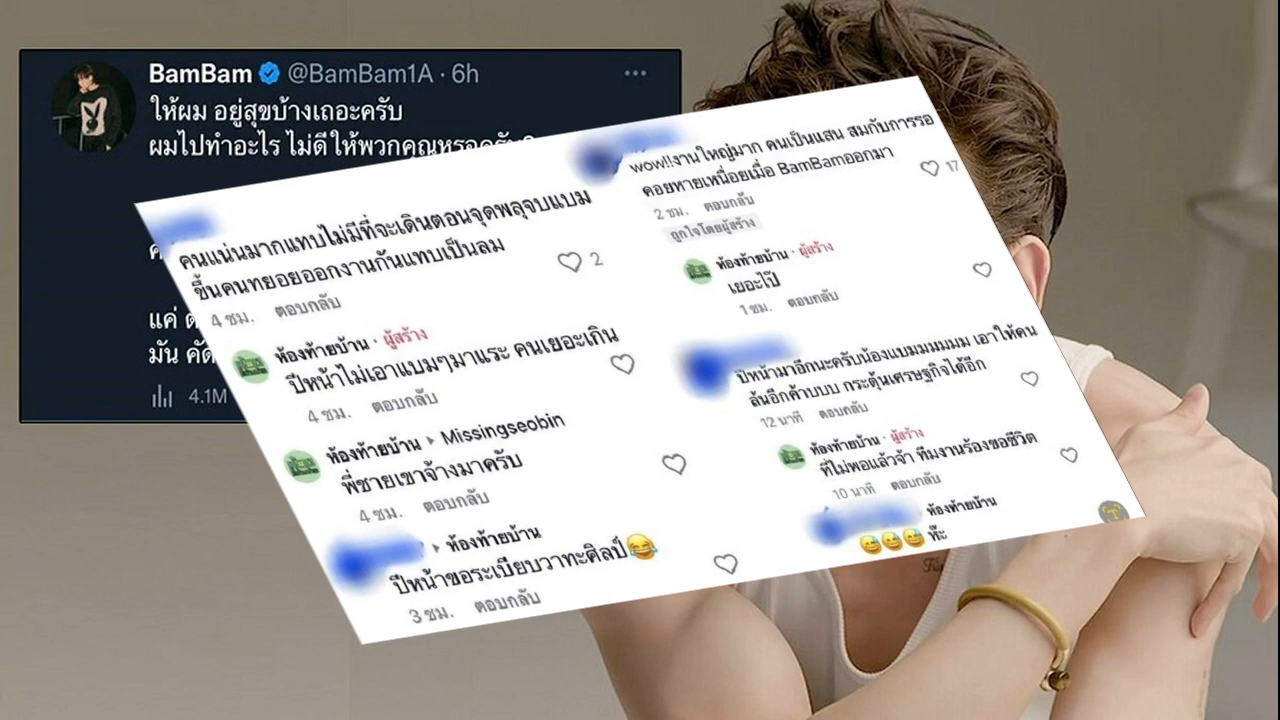 BamBam @BamBam1A · 6h
ให้ผม อยู่สุขบ้างเถอะครับ
ผมไปทำอะไร ไม่ดีให้พวกคุณหรอครับ
แค่
มัน คัด
4.1M
คนแน่นมากแทบไม่มีที่จะเดินตอนจุดพลุจบแบม
ขึ้นคนทยอยออกงานกันแทบเป็นลม
4 ชม. ตอบกลับ
2
ห้องท้ายบ้าน · ผู้สร้าง
ปีหน้าไม่เอาแบมๆมาแระ คนเยอะเกิน
4 ชม. ตอบกลับ
ห้องท้ายบ้าน ▸ Missingseobin
พี่ชายเขาจ้างมาครับ
4 ชม. ตอบกลับ
▸ ห้องท้ายบ้าน
ปีหน้าขอระเบียบวาทะศิลป์😂
3 ชม. ตอบกลับ
wow!!งานใหญ่มาก คนเป็นแสน สมกับการรอ
คอยหายเหนื่อยเมื่อ BamBamออกมา
2 ชม. ตอบกลับ
17
ถูกใจโดยผู้สร้าง
ห้องท้ายบ้าน · ผู้สร้าง
เยอะไป๊
1 ชม. ตอบกลับ
ปีหน้ามาอีกนะครับน้องแบมมมมมม เอาให้คน
ล้นอีกค้าบบบ กระตุ้นเศรษฐกิจได้อีก
12 นาที ตอบกลับ
ห้องท้ายบ้าน · ผู้สร้าง
ที่ไม่พอแล้วจ้า ทีมงานร้องขอชีวิต
10 นาที ตอบกลับ
ห้องท้ายบ้าน
😅😅😅 ห๊ะ